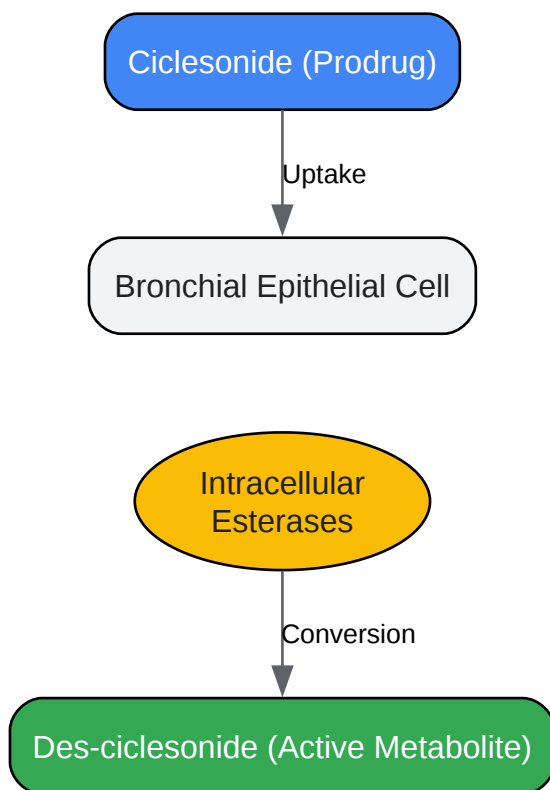 Ciclesonide (Prodrug)
Uptake
Bronchial Epithelial Cell
Intracellular
Esterases
Conversion
Des-ciclesonide (Active Metabolite)